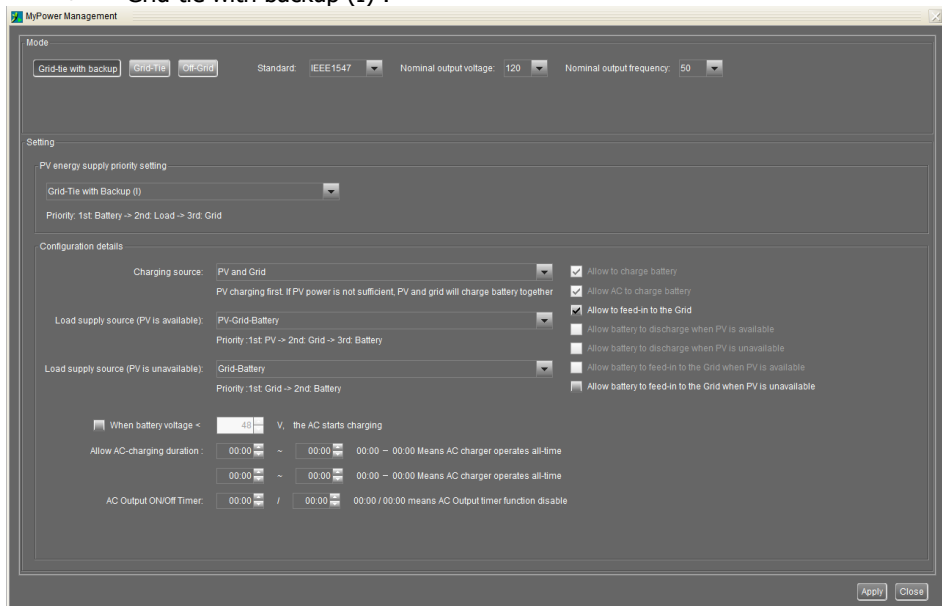 Grid-tie with backup (I) :
MyPower Management
Mode
Grid-tie with backup Grid-Tie Off-Grid Standard: IEEE1547 Nominal output voltage: 120 Nominal output frequency: 50
Setting
PV energy supply priority setting
Grid-Tie with Backup (I)
Priority: 1st: Battery -> 2nd: Load -> 3rd: Grid
Configuration details
Charging source: PV and Grid
PV charging first. If PV power is not sufficient, PV and grid will charge battery together
Load supply source (PV is available): PV-Grid-Battery
Priority :1st: PV -> 2nd: Grid -> 3rd: Battery
Load supply source (PV is unavailable): Grid-Battery
Priority :1st: Grid -> 2nd: Battery
Allow to charge battery
Allow AC to charge battery
Allow to feed-in to the Grid
Allow battery to discharge when PV is available
Allow battery to discharge when PV is unavailable
Allow battery to feed-in to the Grid when PV is available
Allow battery to feed-in to the Grid when PV is unavailable
When battery voltage < 48 V, the AC starts charging
Allow AC-charging duration : 00:00 ~ 00:00 00:00 – 00:00 Means AC charger operates all-time
00:00 ~ 00:00 00:00 – 00:00 Means AC charger operates all-time
AC Output ON/Off Timer: 00:00 / 00:00 00:00 / 00:00 means AC Output timer function disable
Apply Close